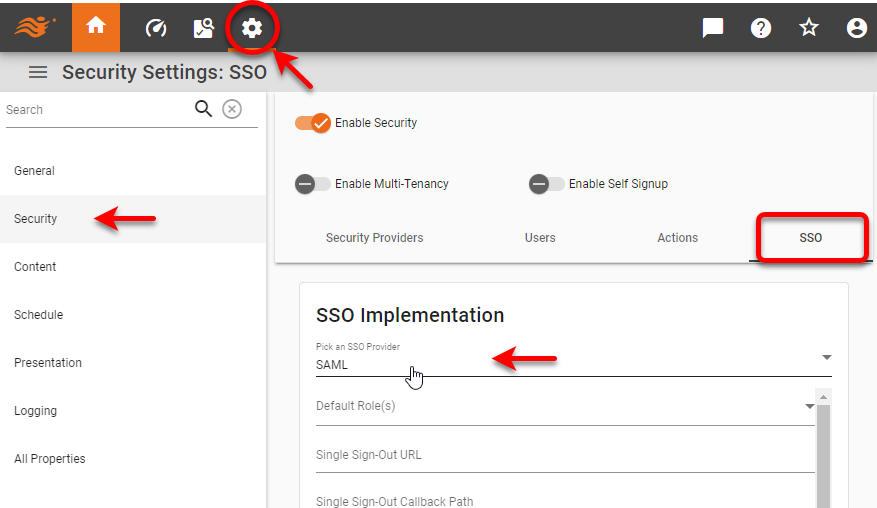 Security Settings: SSO
Search
General
Security
Content
Schedule
Presentation
Logging
All Properties
Enable Security
Enable Multi-Tenancy
Enable Self Signup
Security Providers
Users
Actions
SSO
SSO Implementation
Pick an SSO Provider
SAML
Default Role(s)
Single Sign-Out URL
Single Sign-Out Callback Path